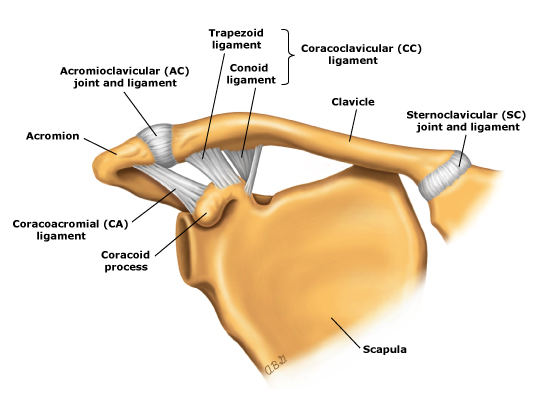 Trapezoid
ligament
Coracoclavicular (CC)
ligament
Conoid
ligament
Acromioclavicular (AC)
joint and ligament
Clavicle
Sternoclavicular (SC)
joint and ligament
Acromion
Coracoacromial (CA)
ligament
Coracoid
process
Scapula